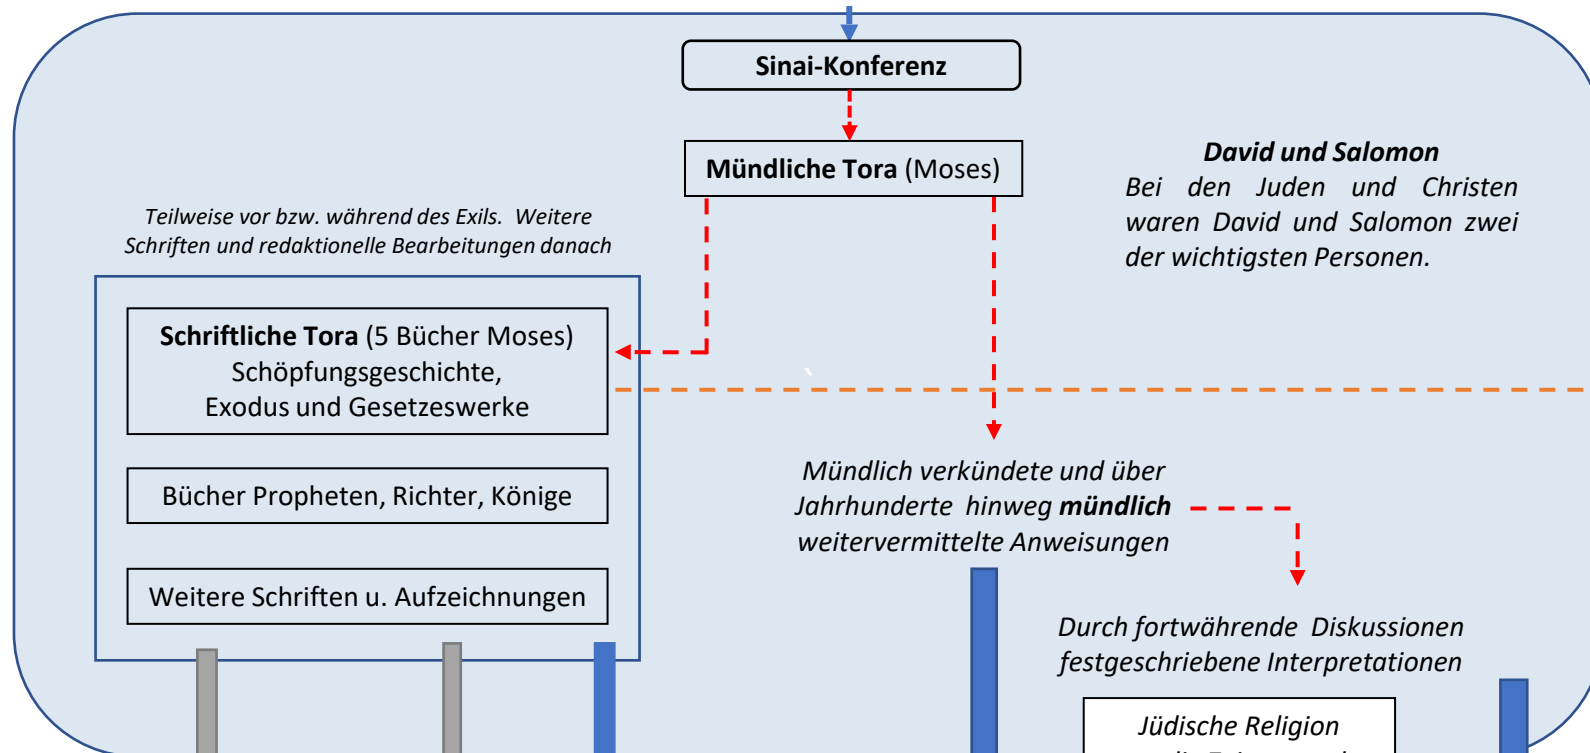 Sinai-Konferenz
Mündliche Tora (Moses)
David und Salomon
Bei den Juden und Christen
waren David und Salomon zwei
der wichtigsten Personen.
Teilweise vor bzw. während des Exils. Weitere
Schriften und redaktionelle Bearbeitungen danach
Schriftliche Tora (5 Bücher Moses)
Schöpfungsgeschichte,
Exodus und Gesetzeswerke
Bücher Propheten, Richter, Könige
Weitere Schriften u. Aufzeichnungen
Mündlich verkündete und über
Jahrhunderte hinweg mündlich
weitervermittelte Anweisungen
Durch fortwährende Diskussionen
festgeschriebene Interpretationen
Jüdische Religion